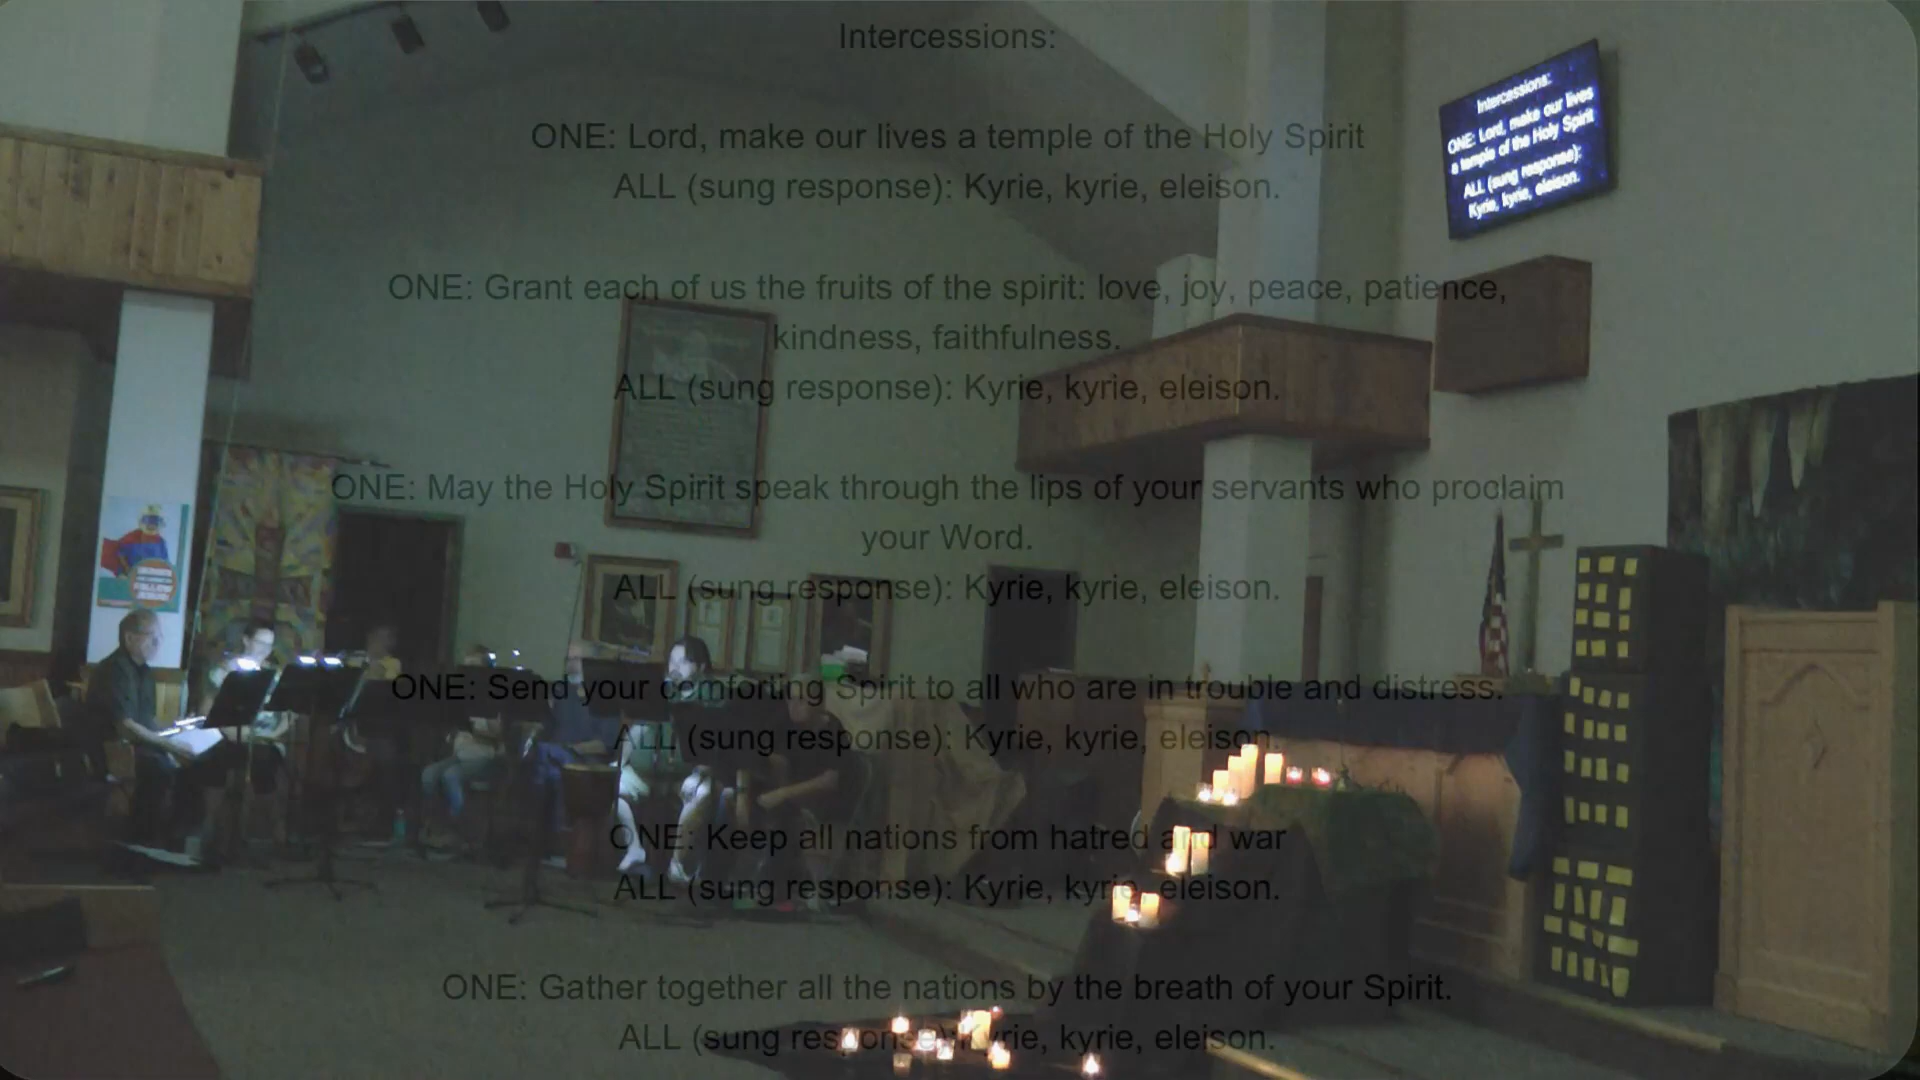 Intercessions:
ONE: Lord, make our lives a temple of the Holy Spirit
ALL (sung response): Kyrie, kyrie, eleison.
ONE: Grant each of us the fruits of the spirit: love, joy, peace, patience,
kindness, faithfulness.
ALL (sung response): Kyrie, kyrie, eleison.
ONE: May the Holy Spirit speak through the lips of your servants who proclaim
your Word.
ALL (sung response): Kyrie, kyrie, eleison.
ONE: Send your comforting Spirit to all who are in trouble and distress.
ALL (sung response): Kyrie, kyrie, eleison.
ONE: Keep all nations from hatred and war
ALL (sung response): Kyrie, kyrie, eleison.
ONE: Gather together all the nations by the breath of your Spirit.
ALL (sung response): Kyrie, kyrie, eleison.
Intercessions:
ONE: Lord, make our lives
a temple of the Holy Spirit
ALL (sung response):
Kyrie, kyrie, eleison.